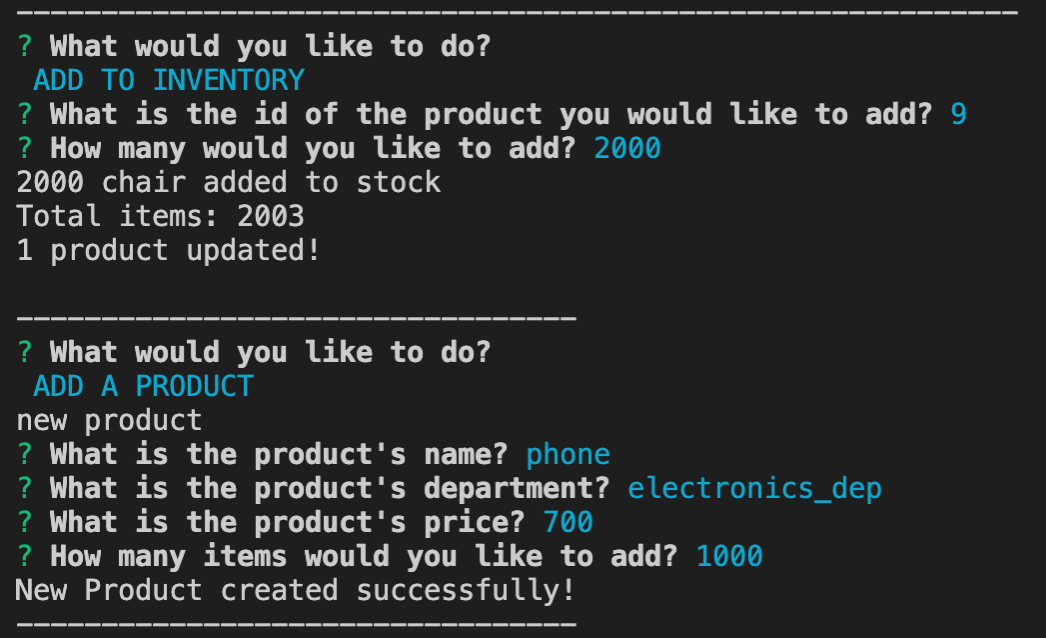 ? What would you like to do?
ADD TO INVENTORY
? What is the id of the product you would like to add? 9
? How many would you like to add? 2000
2000 chair added to stock
Total items: 2003
1 product updated!
? What would you like to do?
ADD A PRODUCT
new product
? What is the product's name? phone
? What is the product's department? electronics_dep
? What is the product's price? 700
? How many items would you like to add? 1000
New Product created successfully!